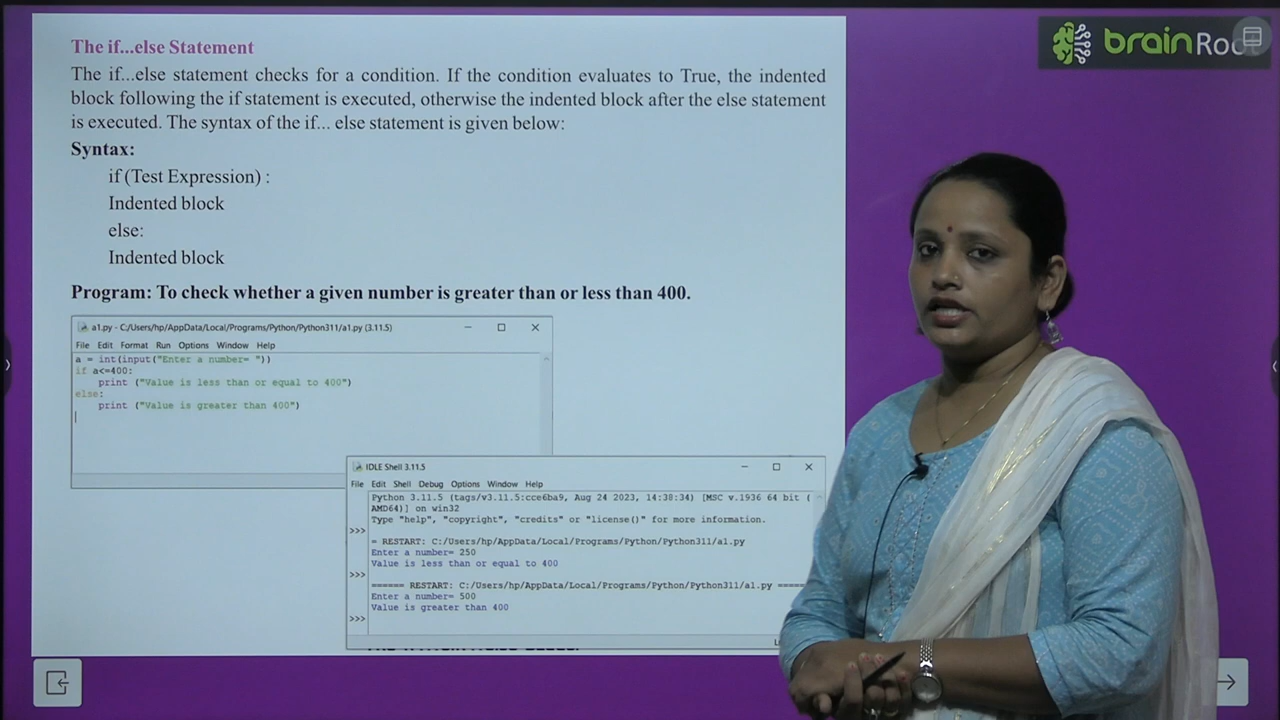 The if...else Statement
The if...else statement checks for a condition. If the condition evaluates to True, the indented
block following the if statement is executed, otherwise the indented block after the else statement
is executed. The syntax of the if... else statement is given below:
Syntax:
if (Test Expression) :
Indented block
else:
Indented block
Program: To check whether a given number is greater than or less than 400.
a1.py - C:/Users/hp/AppData/Local/Programs/Python/Python311/a1.py (3.11.5)
File Edit Format Run Options Window Help
a = int(input("Enter a number= "))
if a<=400:
print ("Value is less than or equal to 400")
else:
print ("Value is greater than 400")
IDLE Shell 3.11.5
File Edit Shell Debug Options Window Help
Python 3.11.5 (tags/v3.11.5:cce6ba9, Aug 24 2023, 14:38:34) [MSC v.1936 64 bit (
AMD64)] on win32
Type "help", "copyright", "credits" or "license()" for more information.
>>>
= RESTART: C:/Users/hp/AppData/Local/Programs/Python/Python311/a1.py
Enter a number= 250
Value is less than or equal to 400
>>>
====== RESTART: C:/Users/hp/AppData/Local/Programs/Python/Python311/a1.py =====
Enter a number= 500
Value is greater than 400
>>>
brainRoot